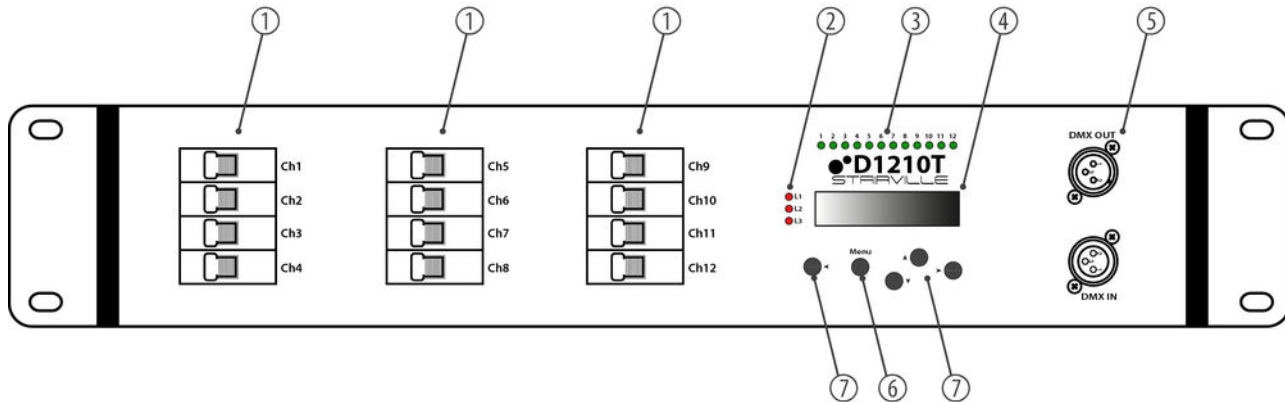 ① ① ① ② ③ ④ ⑤
1 2 3 4 5 6 7 8 9 10 11 12
D1210T
STAIRVILLE
L1
L2
L3
Ch1
Ch2
Ch3
Ch4
Ch5
Ch6
Ch7
Ch8
Ch9
Ch10
Ch11
Ch12
Menu
DMX OUT
DMX IN
⑦ ⑥ ⑦